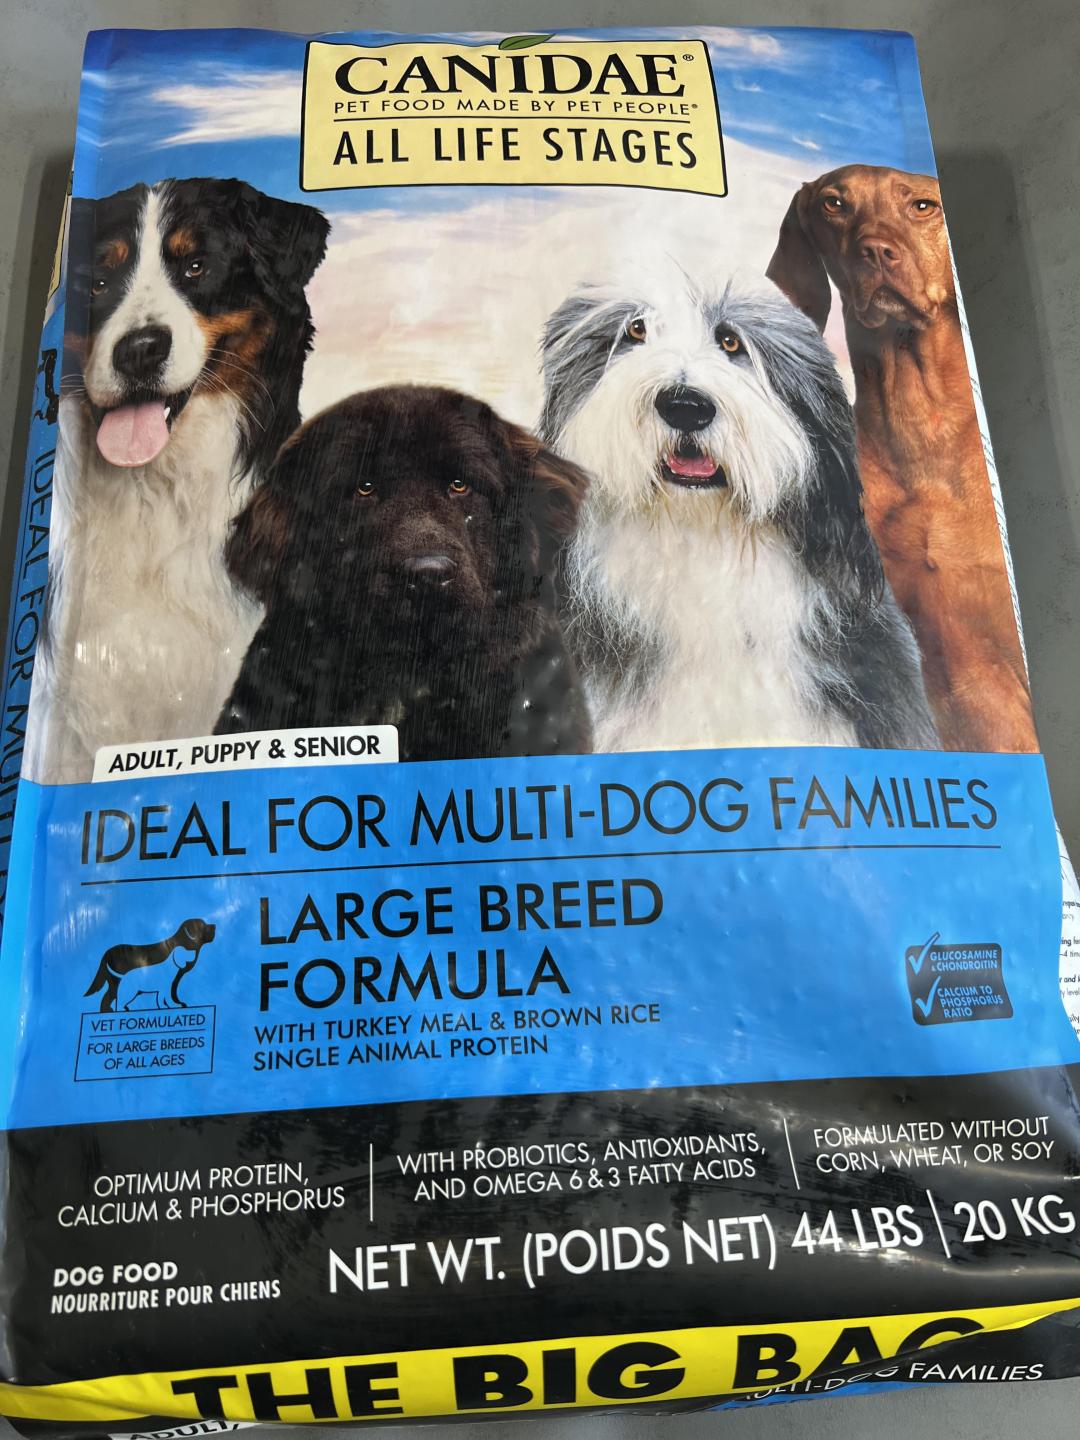 CANIDAE®
PET FOOD MADE BY PET PEOPLE®
ALL LIFE STAGES
ADULT, PUPPY & SENIOR
IDEAL FOR MULTI-DOG FAMILIES
LARGE BREED
FORMULA
WITH TURKEY MEAL & BROWN RICE
SINGLE ANIMAL PROTEIN
VET FORMULATED
FOR LARGE BREEDS
OF ALL AGES
GLUCOSAMINE
& CHONDROITIN
CALCIUM TO
PHOSPHORUS
RATIO
OPTIMUM PROTEIN,
CALCIUM & PHOSPHORUS
WITH PROBIOTICS, ANTIOXIDANTS,
AND OMEGA 6 & 3 FATTY ACIDS
FORMULATED WITHOUT
CORN, WHEAT, OR SOY
DOG FOOD
NOURRITURE POUR CHIENS
NET WT. (POIDS NET) 44 LBS | 20 KG
THE BIG BAG
FAMILIES
ADULT,
IDEAL FOR